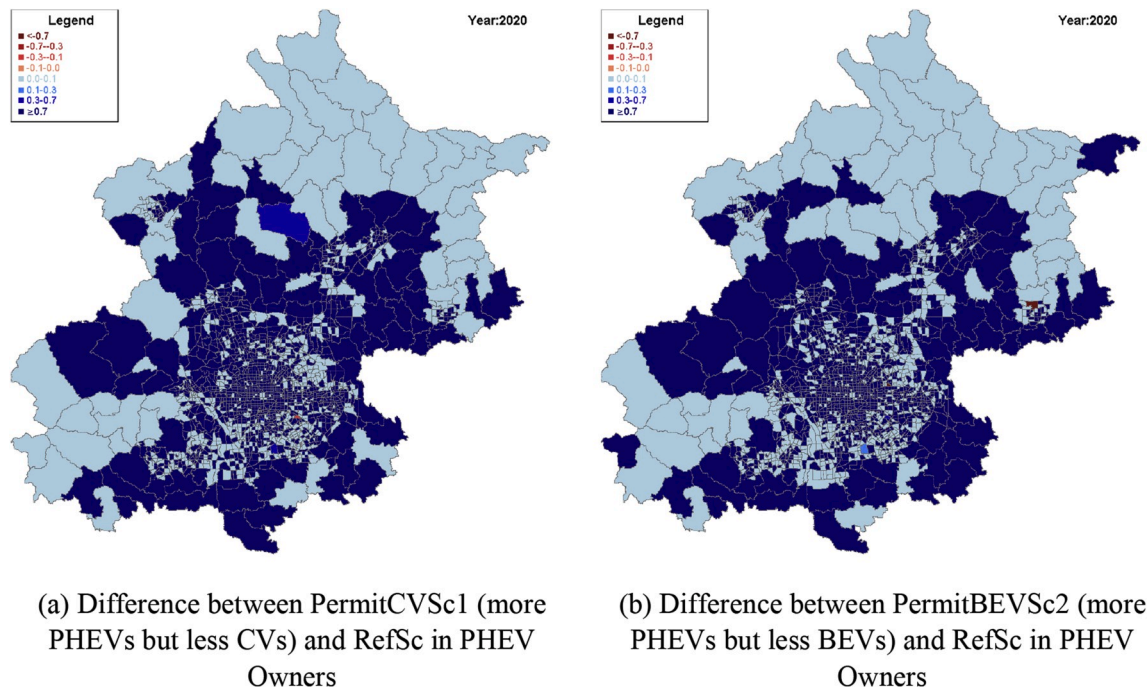 Legend
<-0.7
-0.7--0.3
-0.3--0.1
-0.1-0.0
0.0-0.1
0.1-0.3
0.3-0.7
≥0.7
Year:2020
Legend
<-0.7
-0.7--0.3
-0.3--0.1
-0.1-0.0
0.0-0.1
0.1-0.3
0.3-0.7
≥0.7
Year:2020
(a) Difference between PermitCVSc1 (more
PHEVs but less CVs) and RefSc in PHEV
Owners
(b) Difference between PermitBEVSc2 (more
PHEVs but less BEVs) and RefSc in PHEV
Owners